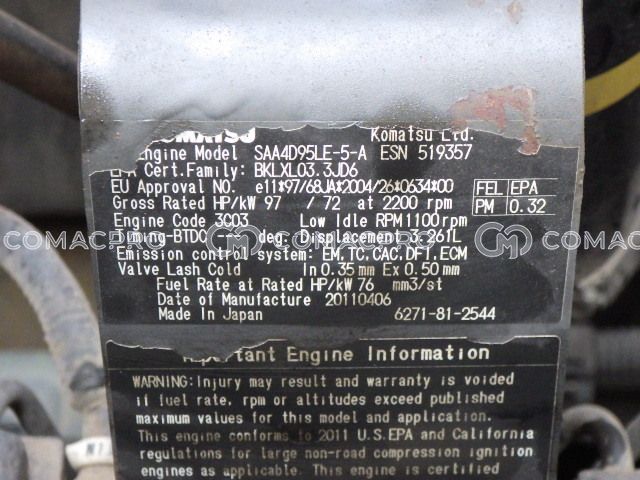 KOMATSU Komatsu Ltd.
Engine Model SAA4D95LE-5-A ESN 519357
EPA Cert.Family: BKLXL03.3JD6
EU Approval NO. e11*97/68JA*2004/26*0634*00
FEL EPA
Gross Rated HP/kW 97 / 72 at 2200 rpm
PM 0.32
Engine Code 3C03 Low Idle RPM1100rpm
Timing-BTDC deg. Displacement 3.261L
COMACPRO COMACPRO COMACPRO
Emission control system: EM,TC,CAC,DFI,ECM
Valve Lash Cold In 0.35 mm Ex 0.50 mm
Fuel Rate at Rated HP/kW 76 mm3/st
Date of Manufacture 20110406
Made In Japan 6271-81-2544
Important Engine Information
WARNING:Injury may result and warranty is voided
if fuel rate, rpm or altitudes exceed published
maximum values for this model and application.
This engine conforms to 2011 U.S.EPA and California
regulations for large non-road compression ignition
engines as applicable. This engine is certified